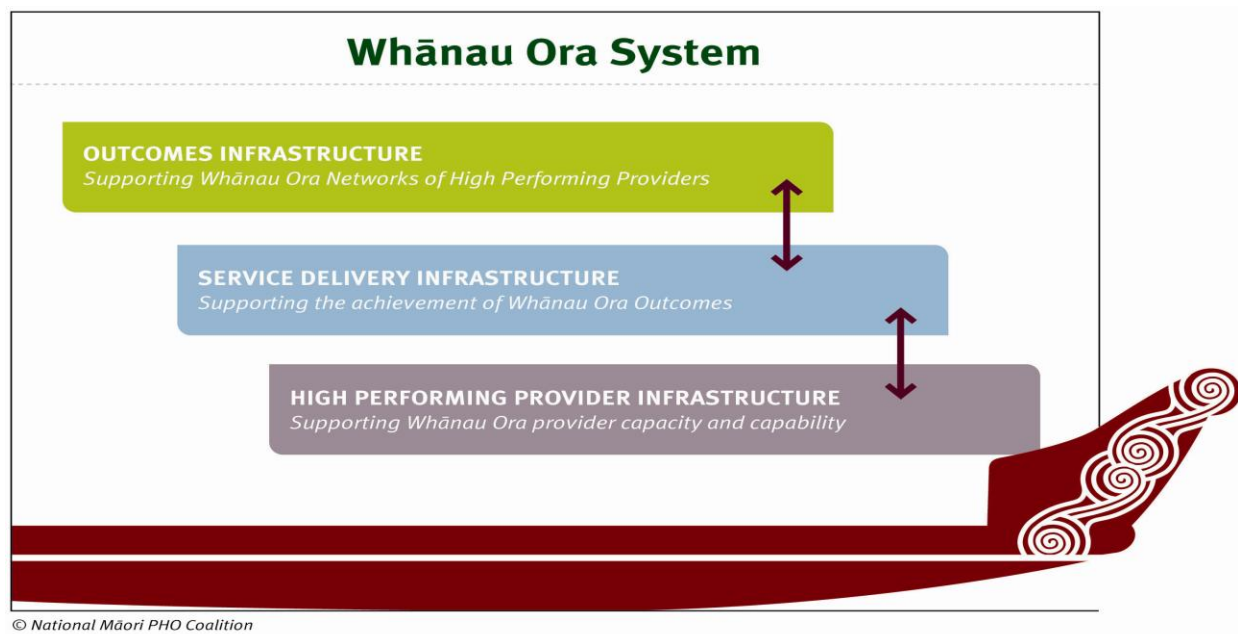 Whānau Ora System
OUTCOMES INFRASTRUCTURE
Supporting Whānau Ora Networks of High Performing Providers
SERVICE DELIVERY INFRASTRUCTURE
Supporting the achievement of Whānau Ora Outcomes
HIGH PERFORMING PROVIDER INFRASTRUCTURE
Supporting Whānau Ora provider capacity and capability
© National Māori PHO Coalition